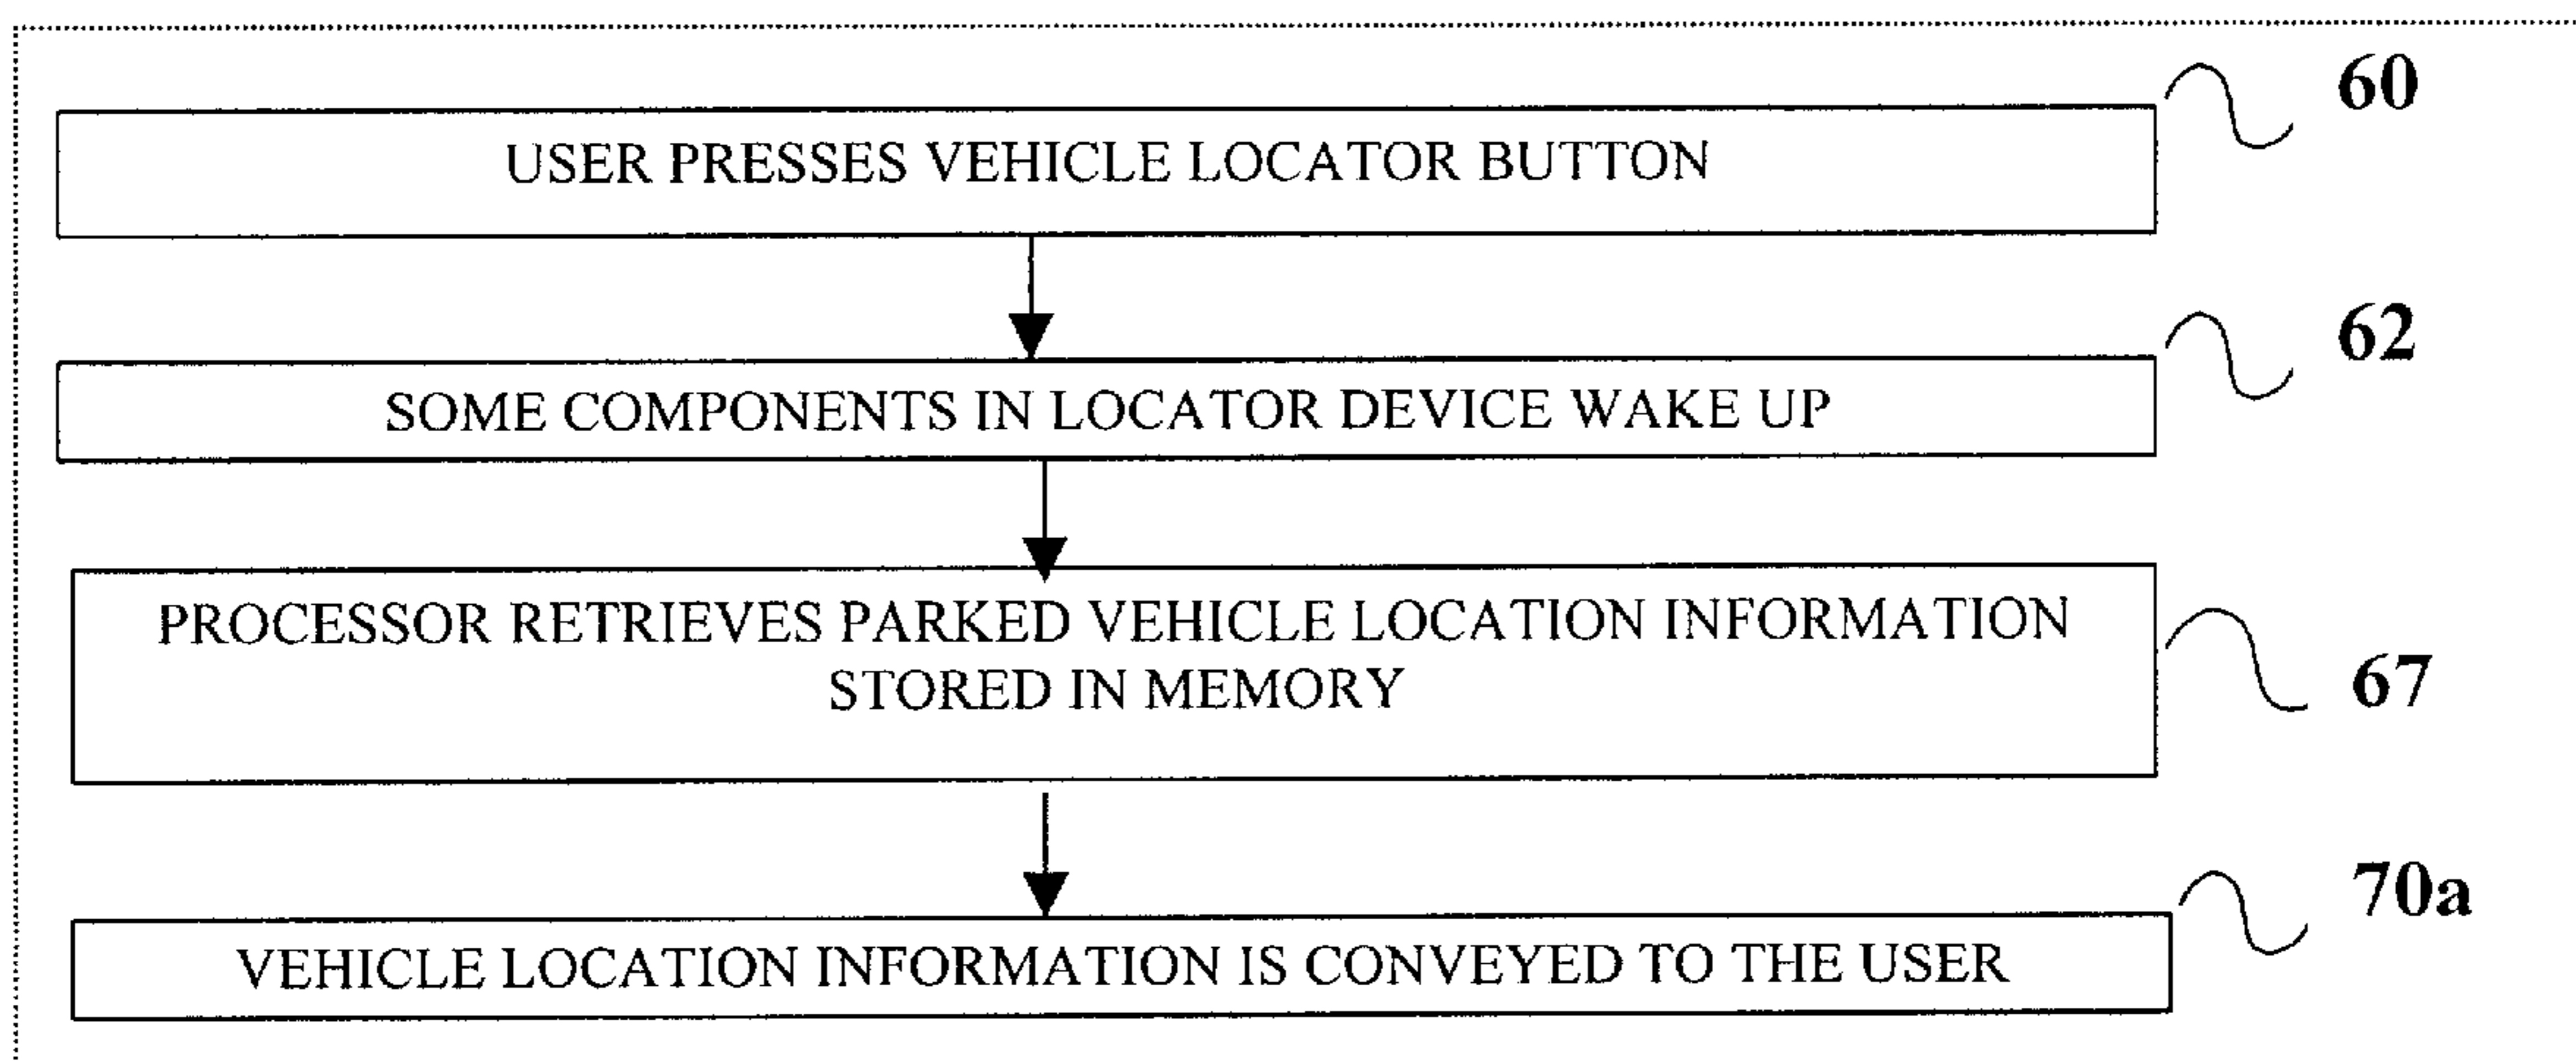 60
USER PRESSES VEHICLE LOCATOR BUTTON
62
SOME COMPONENTS IN LOCATOR DEVICE WAKE UP
PROCESSOR RETRIEVES PARKED VEHICLE LOCATION INFORMATION
STORED IN MEMORY
67
70a
VEHICLE LOCATION INFORMATION IS CONVEYED TO THE USER